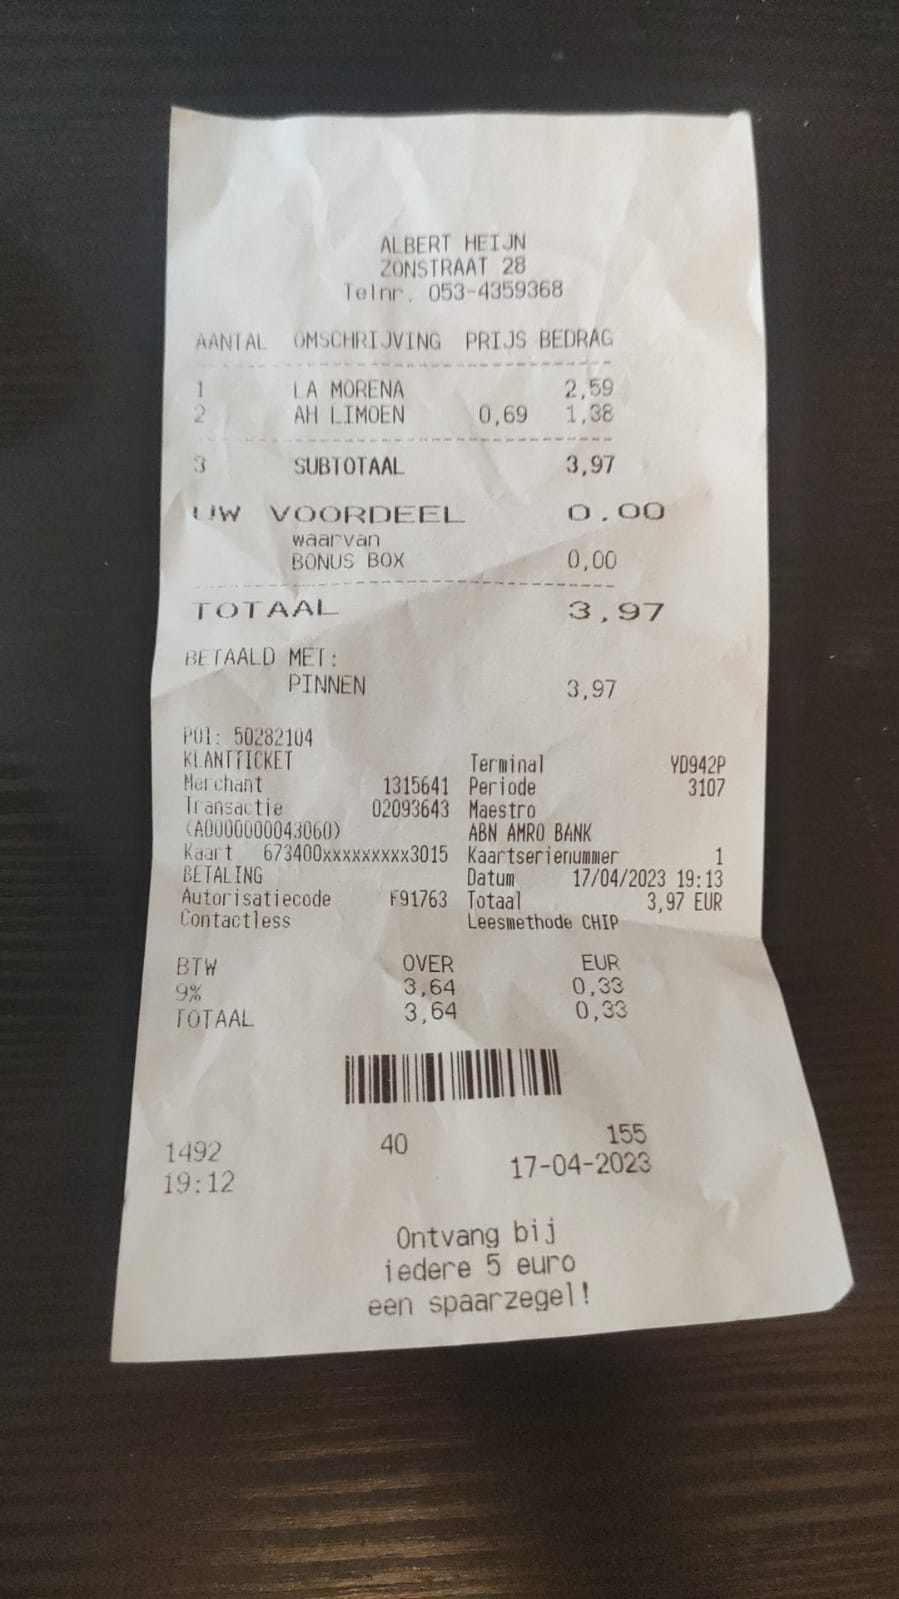 ALBERT HEIJN
ZONSTRAAT 28
Telnr. 053-4359368
AANTAL OMSCHRIJVING PRIJS BEDRAG
1 LA MORENA 2,59
2 AH LIMOEN 0,69 1,38
3 SUBTOTAAL 3,97
UW VOORDEEL 0,00
waarvan
BONUS BOX 0,00
TOTAAL 3,97
BETAALD MET:
PINNEN 3,97
POI: 50282104
KLANTTICKET Terminal YD942P
Merchant 1315641 Periode 3107
Transactie 02093643 Maestro
(A0000000043060) ABN AMRO BANK
Kaart 673400xxxxxxxxx3015 Kaartserienummer 1
BETALING Datum 17/04/2023 19:13
Autorisatiecode F91763 Totaal 3,97 EUR
Contactless Leesmethode CHIP
BTW OVER EUR
9% 3,64 0,33
TOTAAL 3,64 0,33
1492 40 155
19:12 17-04-2023
Ontvang bij
iedere 5 euro
een spaarzegel!